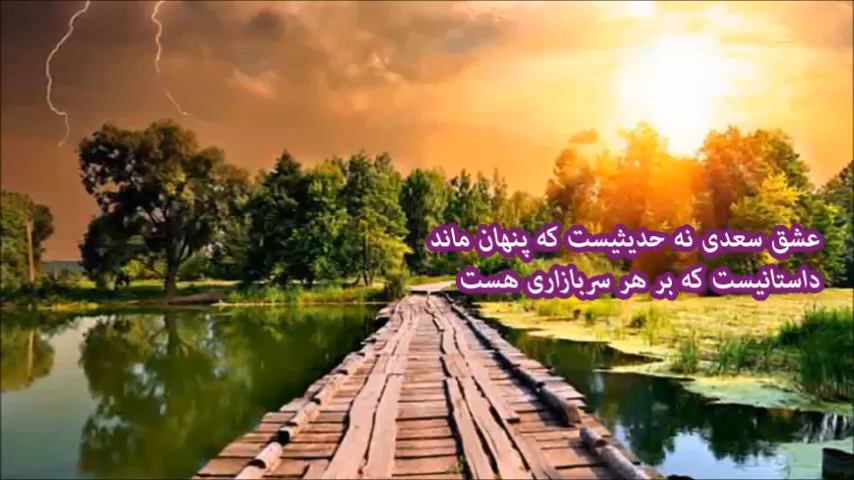 عشق سعدی نه حدیثیست که پنهان ماند
داستانیست که بر هر سربازاری هست